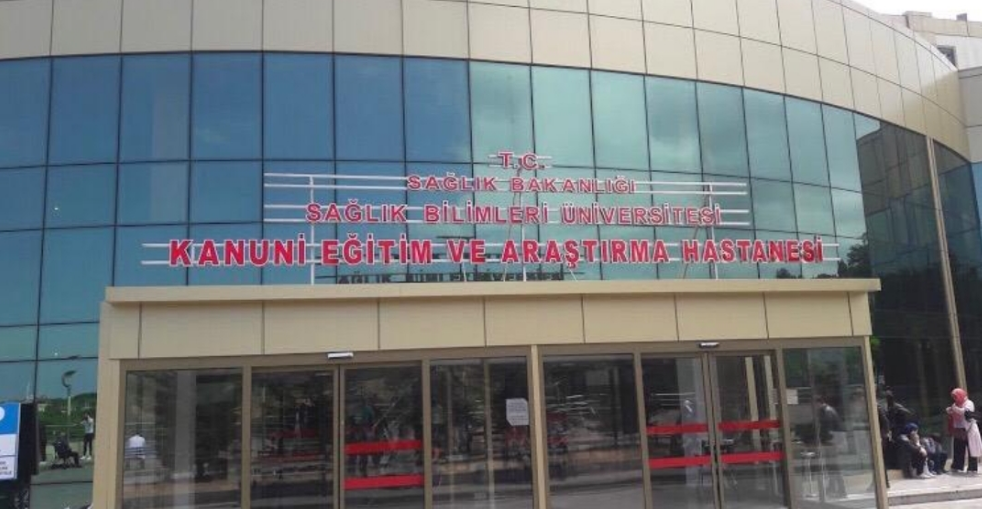 T.C.
SAĞLIK BAKANLIĞI
SAĞLIK BİLİMLERİ ÜNİVERSİTESİ
KANUNİ EĞİTİM VE ARAŞTIRMA HASTANESİ